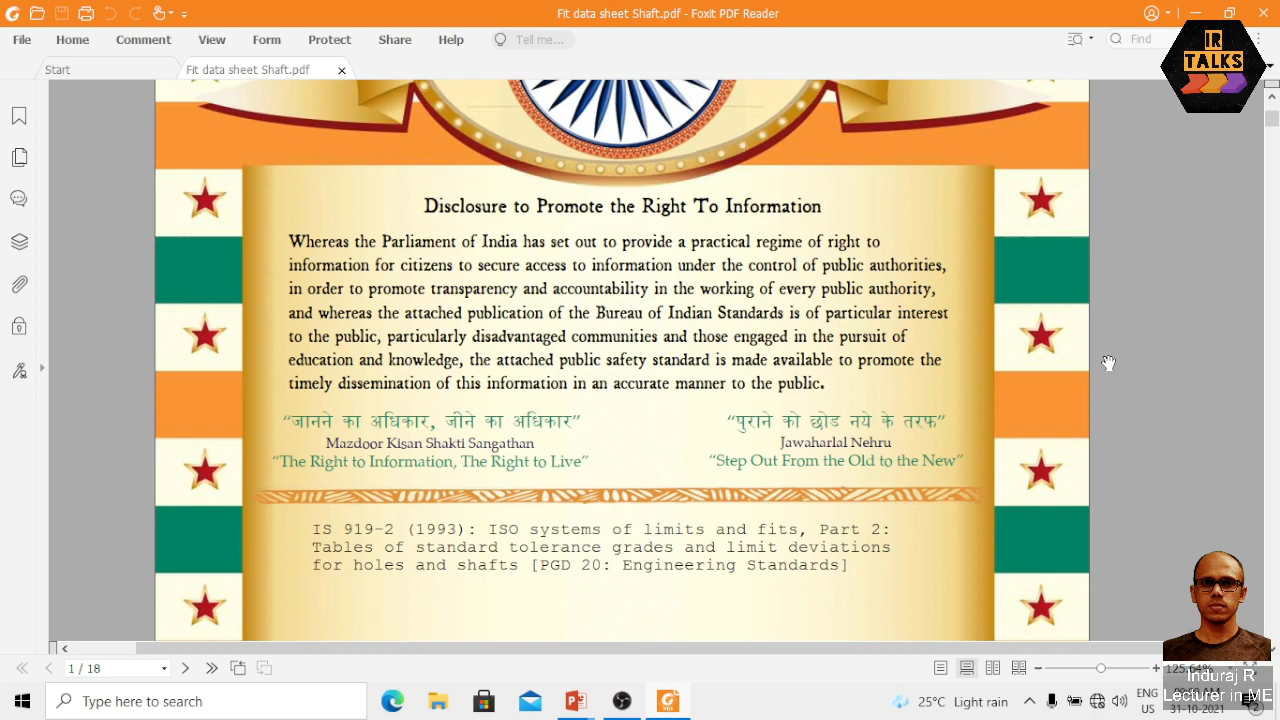 Fit data sheet Shaft.pdf - Foxit PDF Reader
File Home Comment View Form Protect Share Help Tell me... Find
IR
TALKS
Start Fit data sheet Shaft.pdf
Disclosure to Promote the Right To Information
Whereas the Parliament of India has set out to provide a practical regime of right to
information for citizens to secure access to information under the control of public authorities,
in order to promote transparency and accountability in the working of every public authority,
and whereas the attached publication of the Bureau of Indian Standards is of particular interest
to the public, particularly disadvantaged communities and those engaged in the pursuit of
education and knowledge, the attached public safety standard is made available to promote the
timely dissemination of this information in an accurate manner to the public.
“जानने का अधिकार, जीने का अधिकार”
Mazdoor Kisan Shakti Sangathan
“The Right to Information, The Right to Live”
“पुराने को छोड नये के तरफ”
Jawaharlal Nehru
“Step Out From the Old to the New”
IS 919-2 (1993): ISO systems of limits and fits, Part 2:
Tables of standard tolerance grades and limit deviations
for holes and shafts [PGD 20: Engineering Standards]
1 / 18
125.64%
Induraj R
Lecturer in ME
Type here to search
25°C Light rain
ENG
US
31-10-2021
2